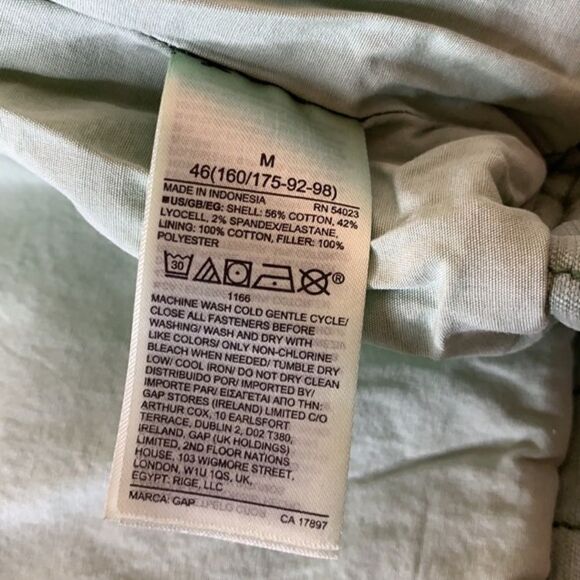 M
46(160/175-92-98)
MADE IN INDONESIA RN 54023
■US/GB/EG: SHELL: 56% COTTON, 42%
LYOCELL, 2% SPANDEX/ELASTANE,
LINING: 100% COTTON, FILLER: 100%
POLYESTER
30 ®
1166
MACHINE WASH COLD GENTLE CYCLE/
CLOSE ALL FASTENERS BEFORE
WASHING/ WASH AND DRY WITH
LIKE COLORS/ ONLY NON-CHLORINE
BLEACH WHEN NEEDED/ TUMBLE DRY
LOW/ COOL IRON/ DO NOT DRY CLEAN
DISTRIBUIDO POR/ IMPORTED BY/
IMPORTE PAR/ ΕΙΣΑΓΕΤΑΙ ΑΠΟ ΤΗΝ:
GAP STORES (IRELAND) LIMITED C/O
ARTHUR COX, 10 EARLSFORT
TERRACE, DUBLIN 2, D02 T380,
IRELAND, GAP (UK HOLDINGS)
LIMITED, 2ND FLOOR NATIONS
HOUSE, 103 WIGMORE STREET,
LONDON, W1U 1QS, UK,
EGYPT: RIGE, LLC
MARCA: GAP CA 17897